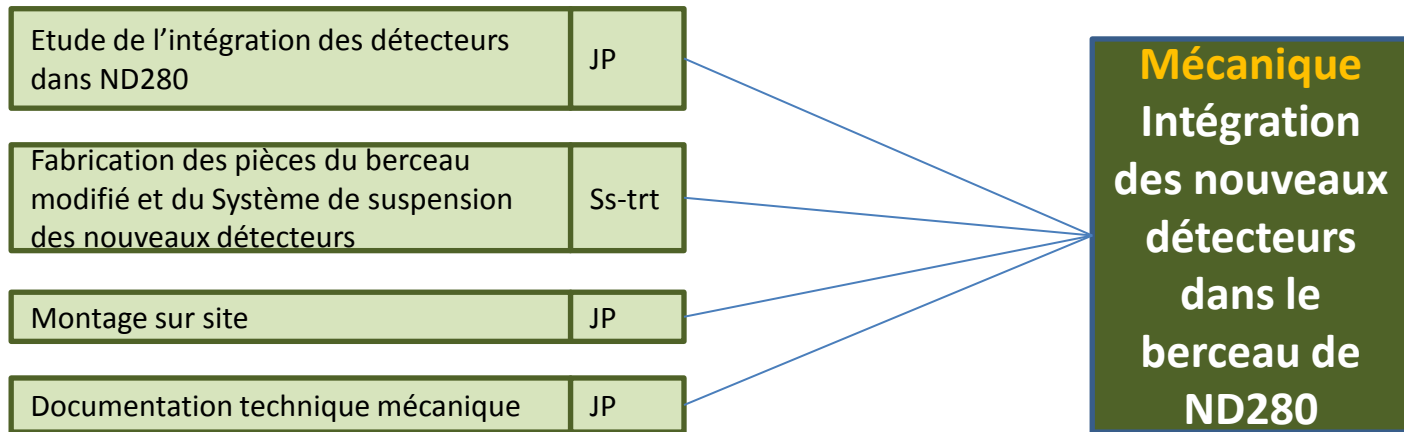 Etude de l’intégration des détecteurs
dans ND280
JP
Fabrication des pièces du berceau
modifié et du Système de suspension
des nouveaux détecteurs
Ss-trt
Montage sur site
JP
Documentation technique mécanique
JP
Mécanique
Intégration
des nouveaux
détecteurs
dans le
berceau de
ND280